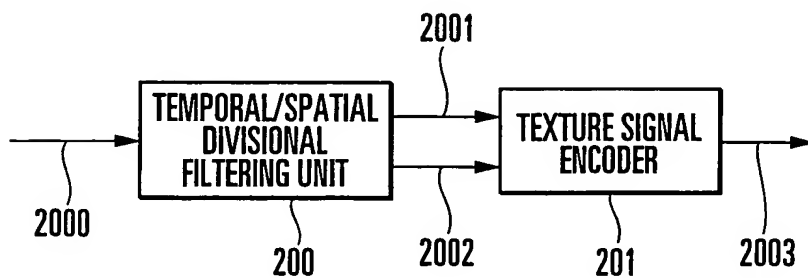 2001
TEMPORAL/SPATIAL
DIVISIONAL
FILTERING UNIT
TEXTURE SIGNAL
ENCODER
2000
200
2002
201
2003